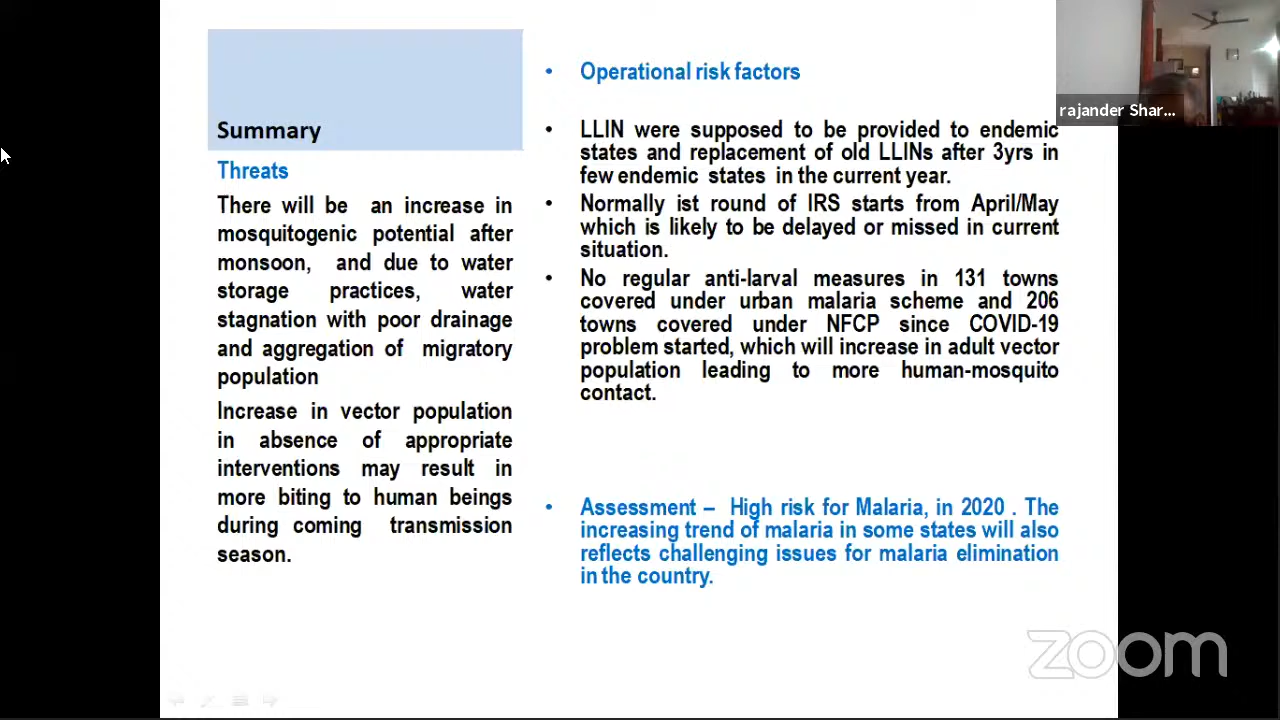 Summary
Threats
There will be an increase in
mosquitogenic potential after
monsoon, and due to water
storage practices, water
stagnation with poor drainage
and aggregation of migratory
population
Increase in vector population
in absence of appropriate
interventions may result in
more biting to human beings
during coming transmission
season.
• Operational risk factors
• LLIN were supposed to be provided to endemic
states and replacement of old LLINs after 3yrs in
few endemic states in the current year.
• Normally ist round of IRS starts from April/May
which is likely to be delayed or missed in current
situation.
• No regular anti-larval measures in 131 towns
covered under urban malaria scheme and 206
towns covered under NFCP since COVID-19
problem started, which will increase in adult vector
population leading to more human-mosquito
contact.
• Assessment – High risk for Malaria, in 2020 . The
increasing trend of malaria in some states will also
reflects challenging issues for malaria elimination
in the country.
rajander Shar...
zoom